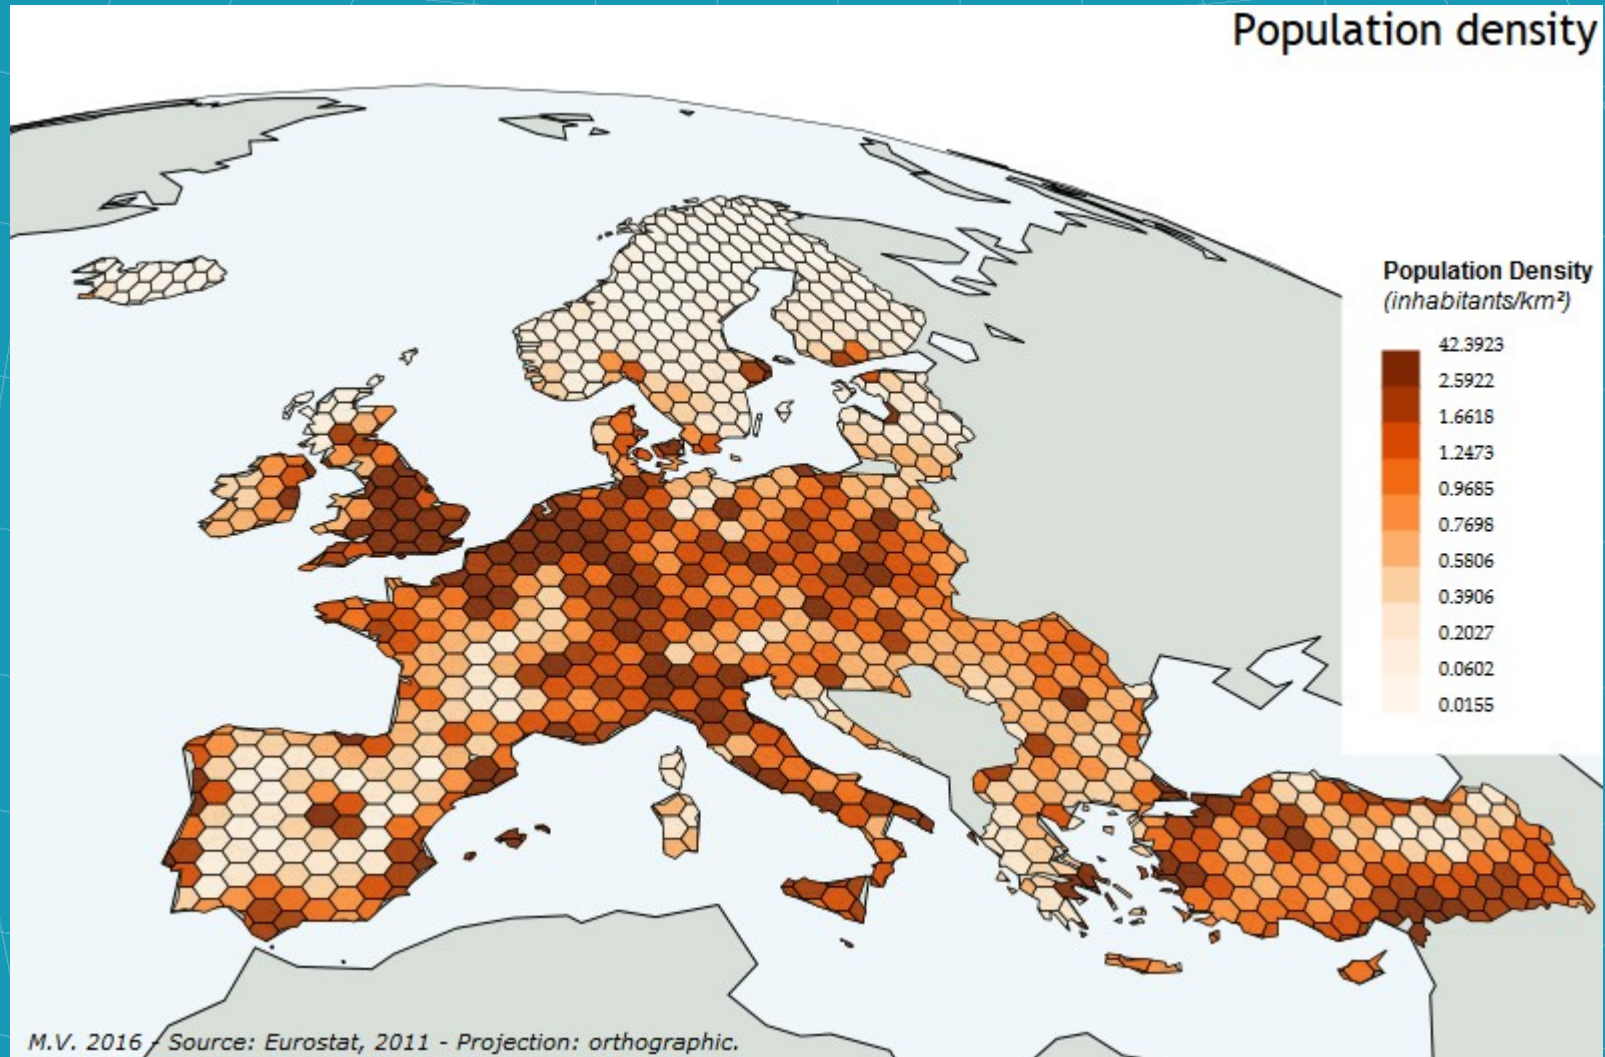 Population density
Population Density
(inhabitants/km²)
42.3923
2.5922
1.6618
1.2473
0.9685
0.7698
0.5806
0.3906
0.2027
0.0602
0.0155
M.V. 2016 - Source: Eurostat, 2011 - Projection: orthographic.